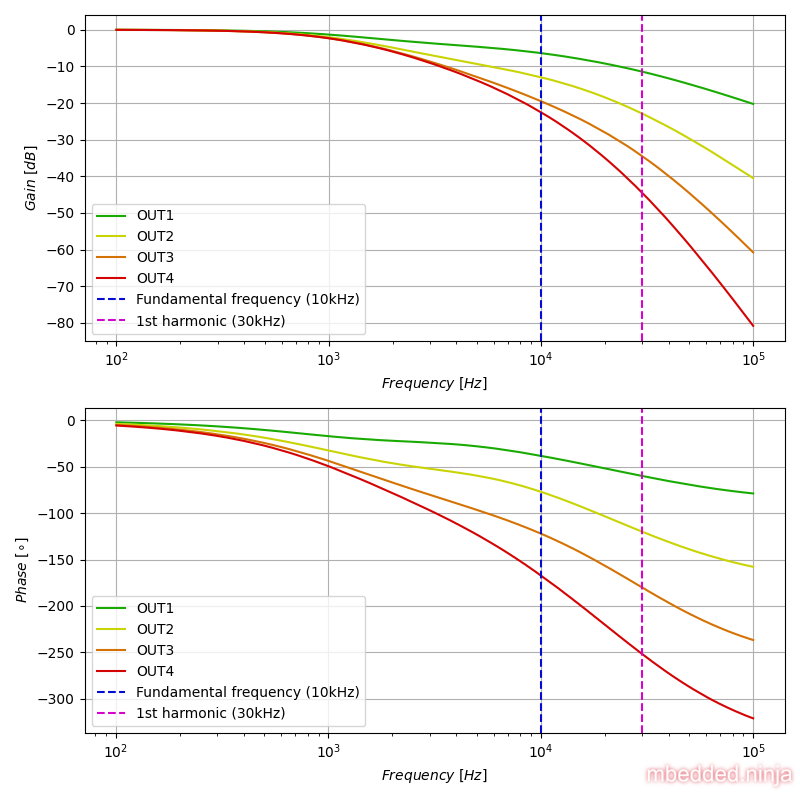 0
−10
−20
−30
−40
−50
−60
−70
−80
Gain [dB]
OUT1
OUT2
OUT3
OUT4
Fundamental frequency (10kHz)
1st harmonic (30kHz)
10²
10³
10⁴
10⁵
Frequency [Hz]
0
−50
−100
−150
−200
−250
−300
Phase [∘]
OUT1
OUT2
OUT3
OUT4
Fundamental frequency (10kHz)
1st harmonic (30kHz)
10²
10³
10⁴
10⁵
Frequency [Hz]
mbedded.ninja